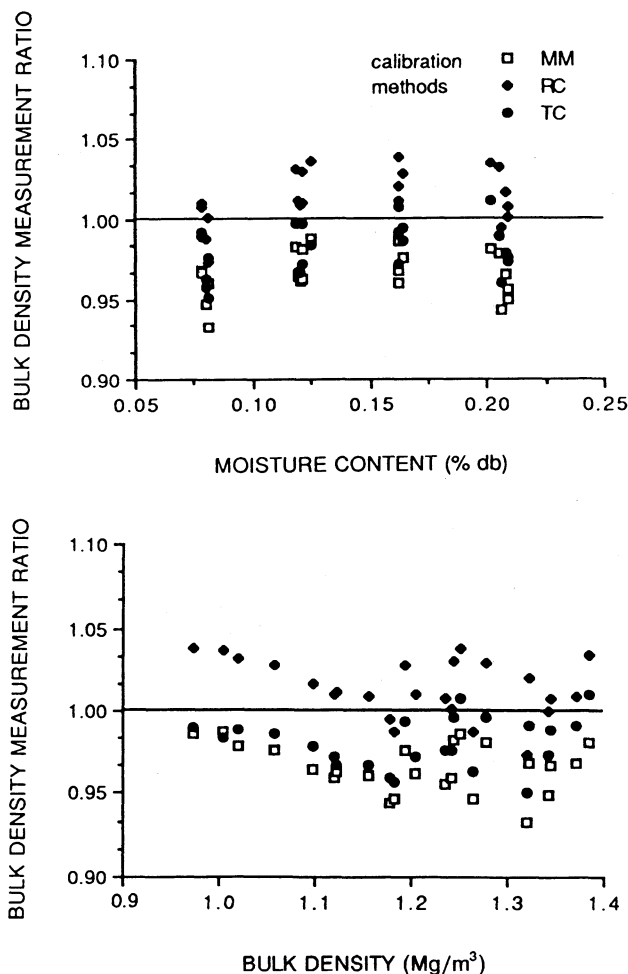 BULK DENSITY MEASUREMENT RATIO
1.10
1.05
1.00
0.95
0.90
calibration
methods
MM
RC
TC
0.05
0.10
0.15
0.20
0.25
MOISTURE CONTENT (% db)
BULK DENSITY MEASUREMENT RATIO
1.10
1.05
1.00
0.95
0.90
0.9
1.0
1.1
1.2
1.3
1.4
BULK DENSITY (Mg/m³)